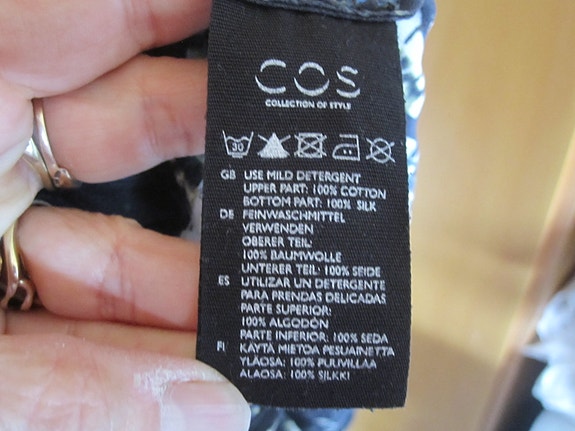 COS
COLLECTION OF STYLE
30
GB USE MILD DETERGENT
UPPER PART: 100% COTTON
BOTTOM PART: 100% SILK
DE FEINWASCHMITTEL
VERWENDEN
OBERER TEIL:
100% BAUMWOLLE
UNTERER TEIL: 100% SEIDE
ES UTILIZAR UN DETERGENTE
PARA PRENDAS DELICADAS
PARTE SUPERIOR:
100% ALGODÓN
PARTE INFERIOR: 100% SEDA
FI KÄYTÄ MIETOA PESUAINETTA
YLÄOSA: 100% PUUVILLAA
ALAOSA: 100% SILKKI